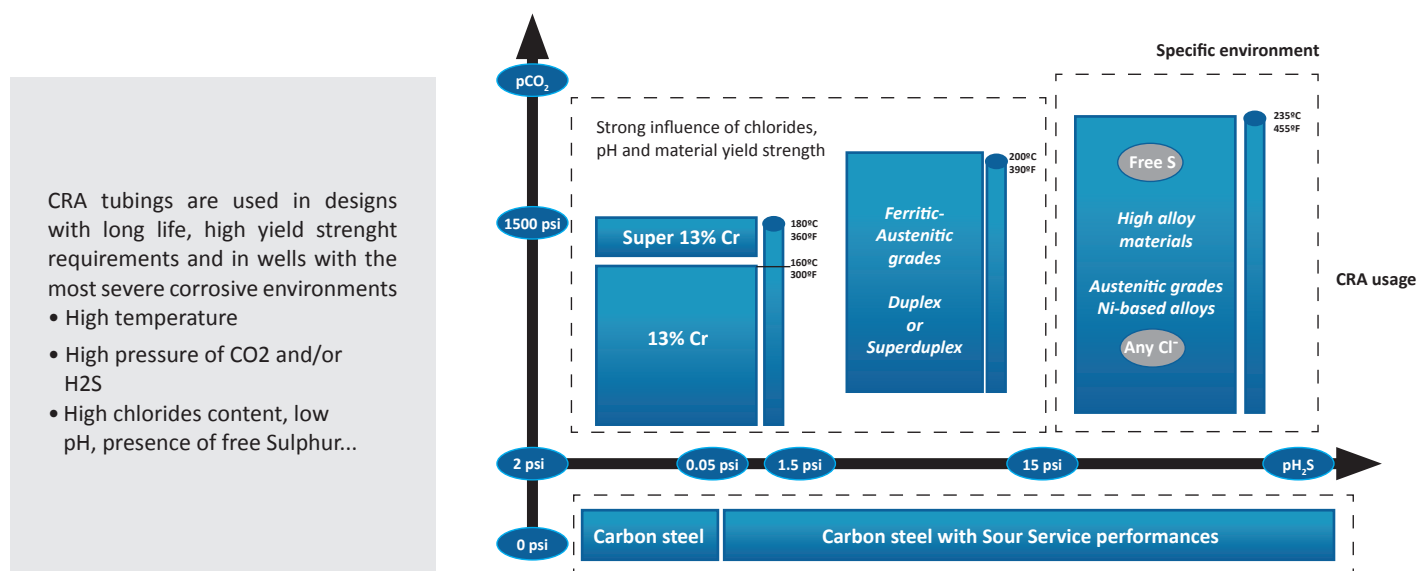 CRA tubings are used in designs
with long life, high yield strenght
requirements and in wells with the
most severe corrosive environments
• High temperature
• High pressure of CO2 and/or
H2S
• High chlorides content, low
pH, presence of free Sulphur...
Specific environment
pCO₂
Strong influence of chlorides,
pH and material yield strength
235ºC
455ºF
Free S
200ºC
390ºF
1500 psi
Super 13% Cr
180ºC
360ºF
160ºC
300ºF
Ferritic-
Austenitic
grades
High alloy
materials
CRA usage
13% Cr
Duplex
or
Superduplex
Austenitic grades
Ni-based alloys
Any Cl⁻
2 psi
0.05 psi
1.5 psi
15 psi
pH₂S
0 psi
Carbon steel
Carbon steel with Sour Service performances